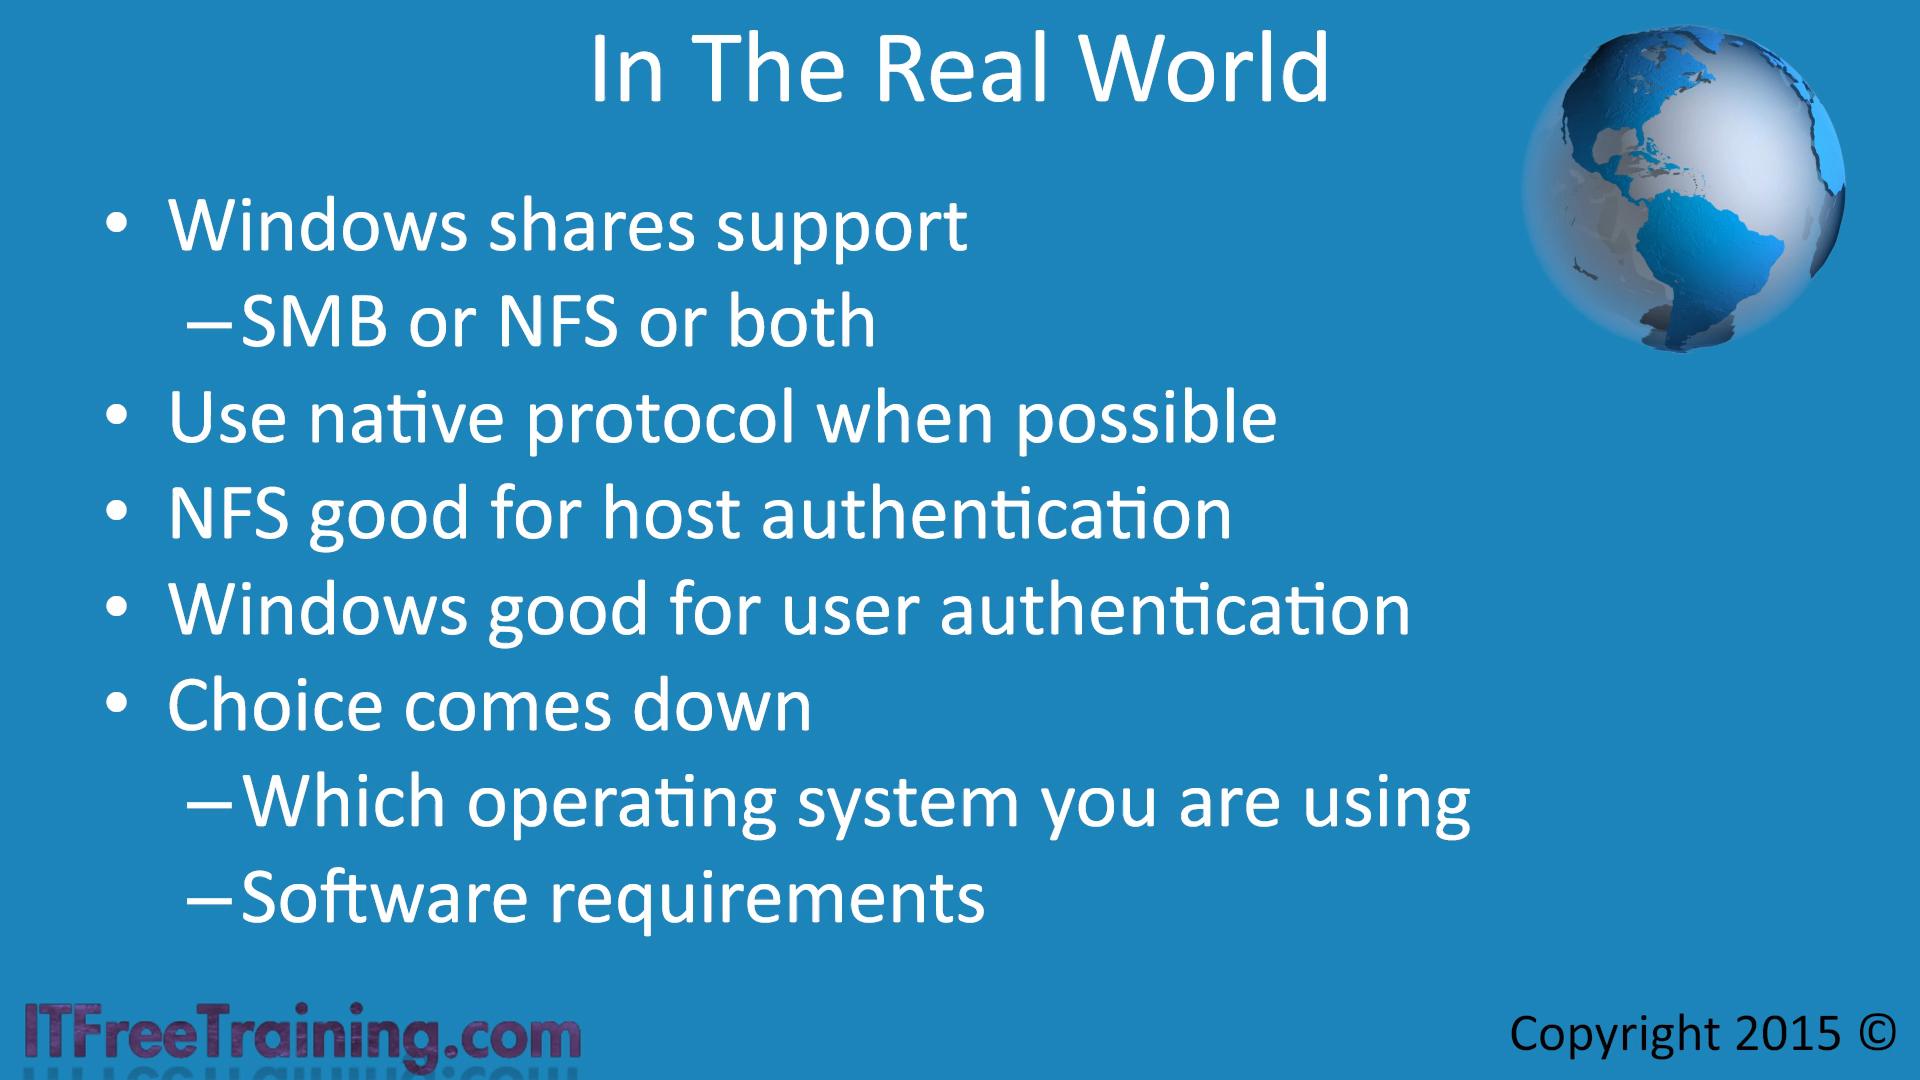 In The Real World
• Windows shares support
–SMB or NFS or both
• Use native protocol when possible
• NFS good for host authentication
• Windows good for user authentication
• Choice comes down
–Which operating system you are using
–Software requirements
ITFreeTraining.com
Copyright 2015 ©